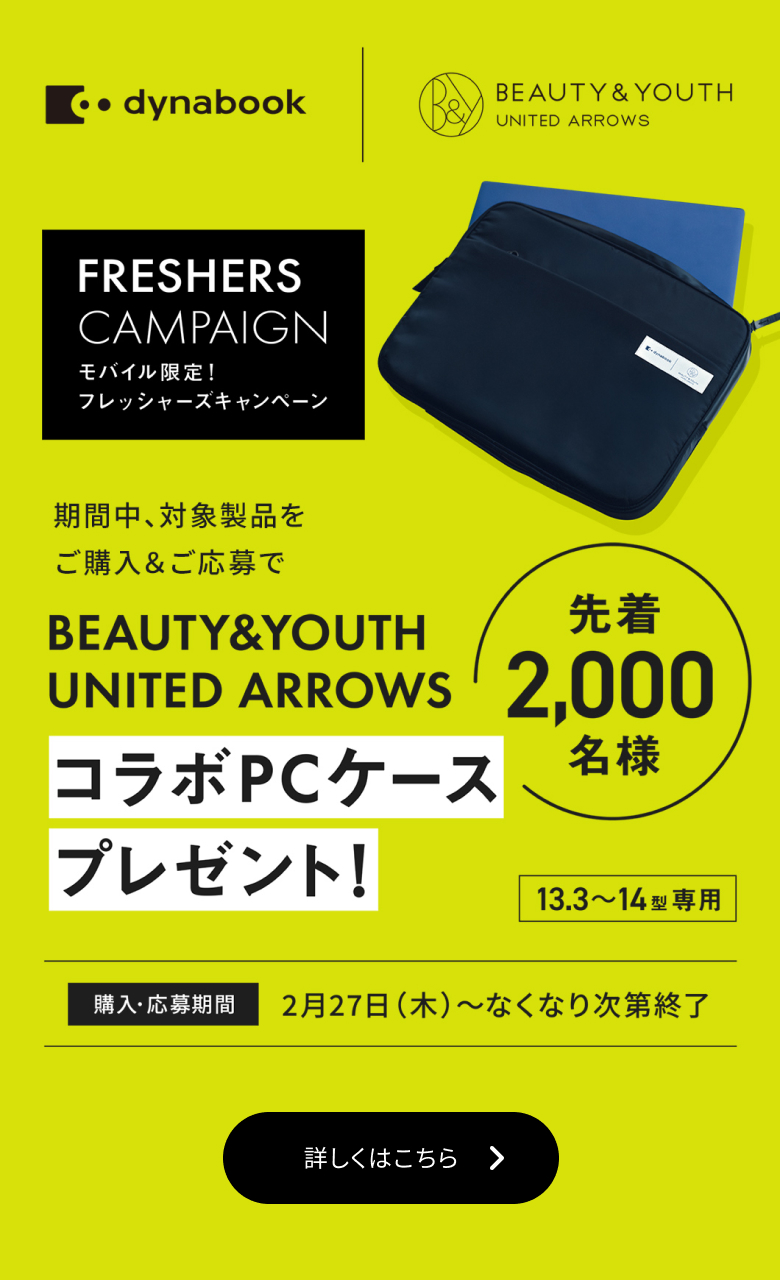 dynabook
B&Y
BEAUTY&YOUTH
UNITED ARROWS
FRESHERS
CAMPAIGN
モバイル限定!
フレッシャーズキャンペーン
dynabook
期間中、対象製品を
ご購入&ご応募で
BEAUTY&YOUTH
UNITED ARROWS
コラボPCケース
プレゼント!
先着
2,000
名様
13.3〜14型専用
購入・応募期間
2月27日(木)〜なくなり次第終了
詳しくはこちら